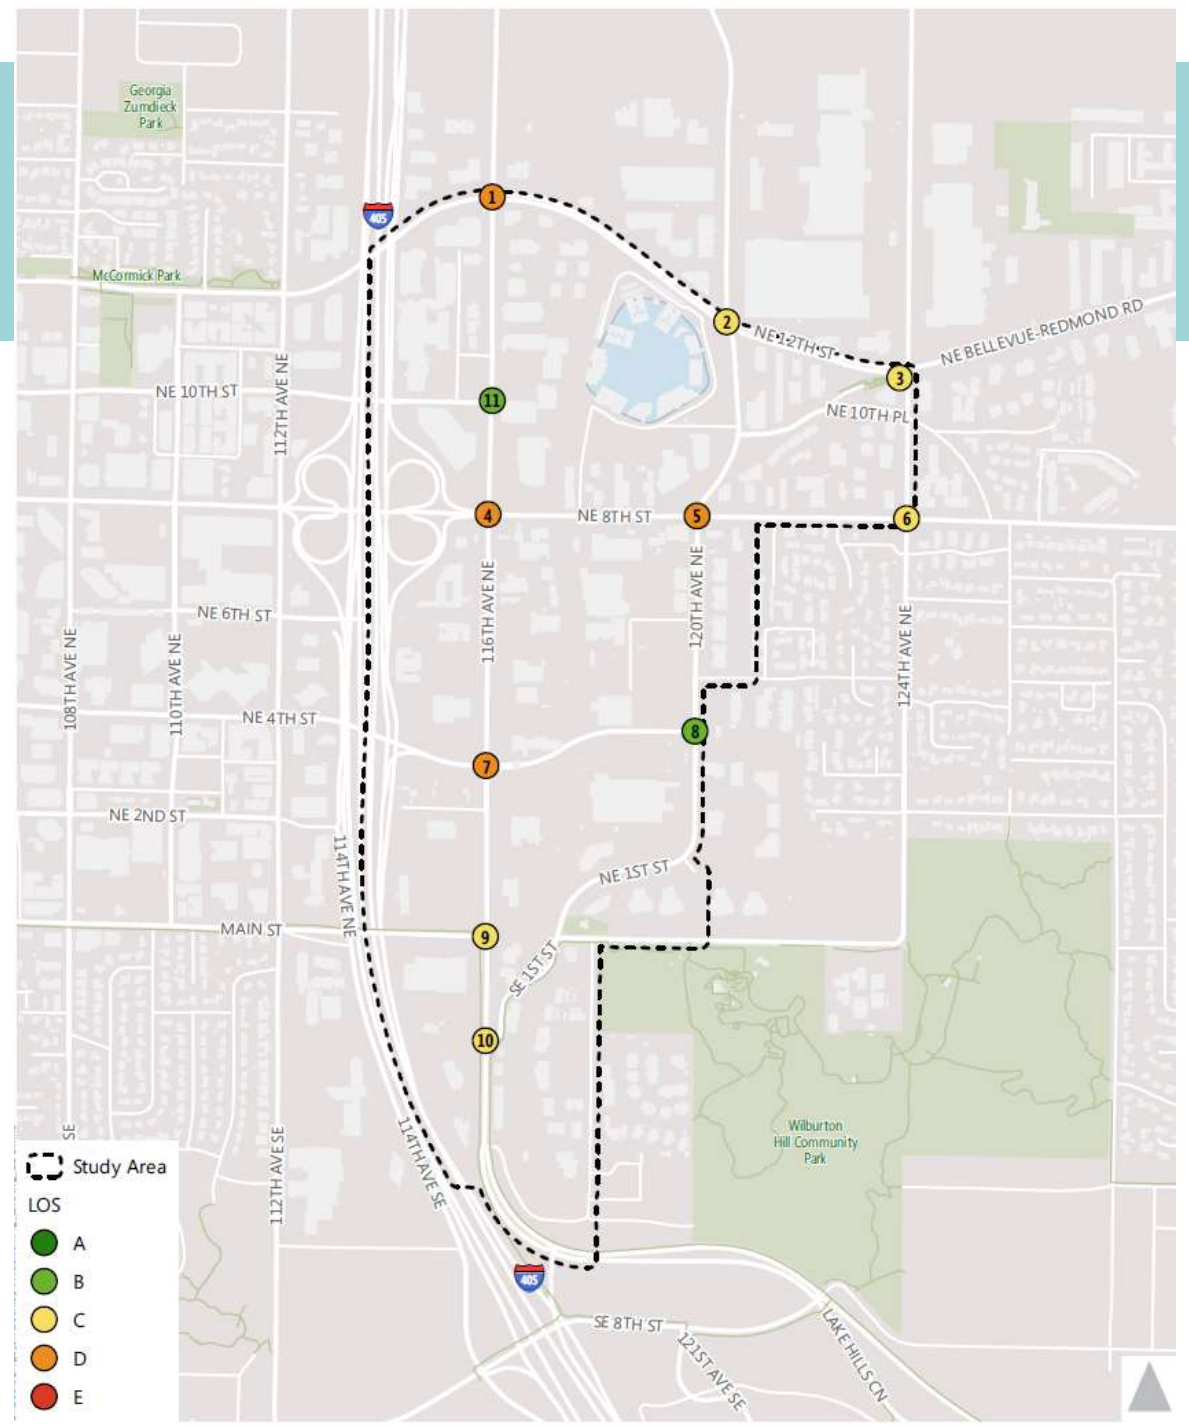 Georgia
Zumdieck
Park
1
405
McCormick Park
2
NE 12TH ST
NE BELLEVUE-REDMOND RD
3
NE 10TH ST
112TH AVE NE
11
NE 10TH PL
4
NE 8TH ST
5
6
116TH AVE NE
120TH AVE NE
NE 6TH ST
108TH AVE NE
110TH AVE NE
124TH AVE NE
NE 4TH ST
8
7
NE 2ND ST
114TH AVE NE
NE 1ST ST
MAIN ST
9
SE 1ST ST
10
Wilburton
Hill Community
Park
SE
112TH AVE SE
114TH AVE SE
Study Area
LOS
A
B
C
D
E
405
SE 8TH ST
121ST AVE SE
LAKE HILLS CN